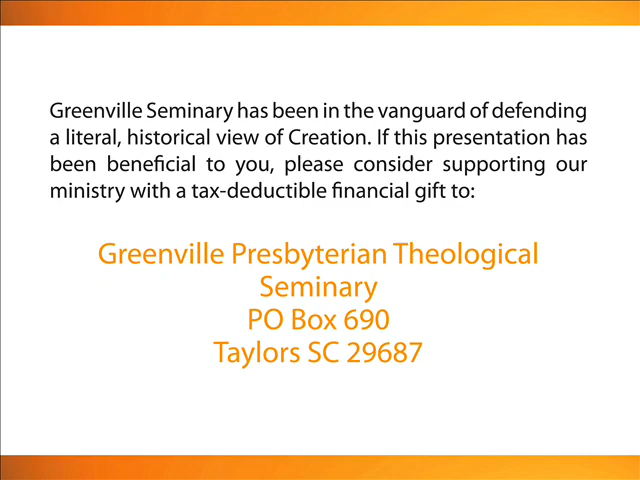 Greenville Seminary has been in the vanguard of defending
a literal, historical view of Creation. If this presentation has
been beneficial to you, please consider supporting our
ministry with a tax-deductible financial gift to:
Greenville Presbyterian Theological
Seminary
PO Box 690
Taylors SC 29687